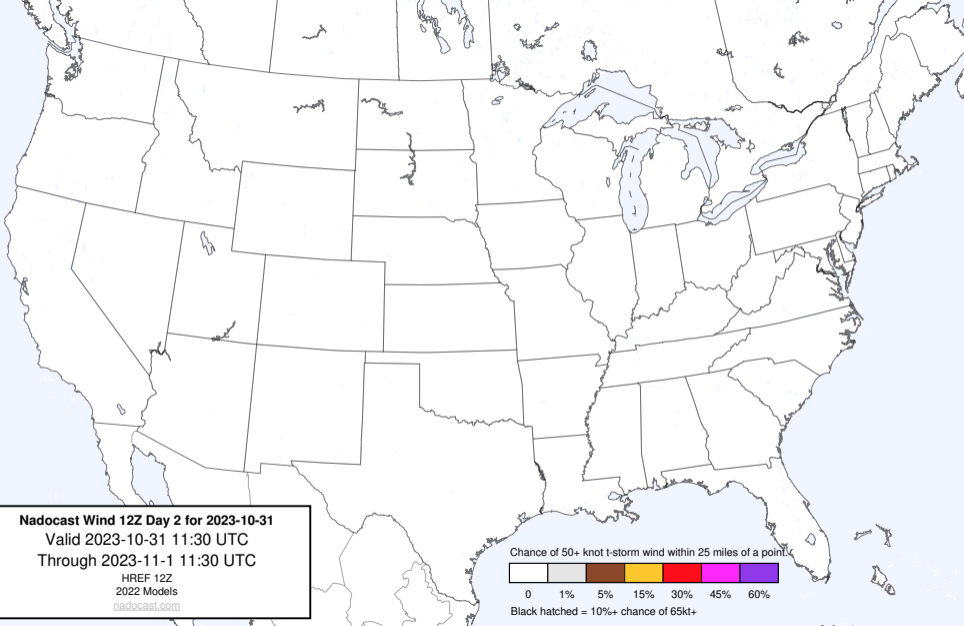 Nadocast Wind 12Z Day 2 for 2023-10-31
Valid 2023-10-31 11:30 UTC
Through 2023-11-1 11:30 UTC
HREF 12Z
2022 Models
nadocast.com
Chance of 50+ knot t-storm wind within 25 miles of a point.
0 1% 5% 15% 30% 45% 60%
Black hatched = 10%+ chance of 65kt+